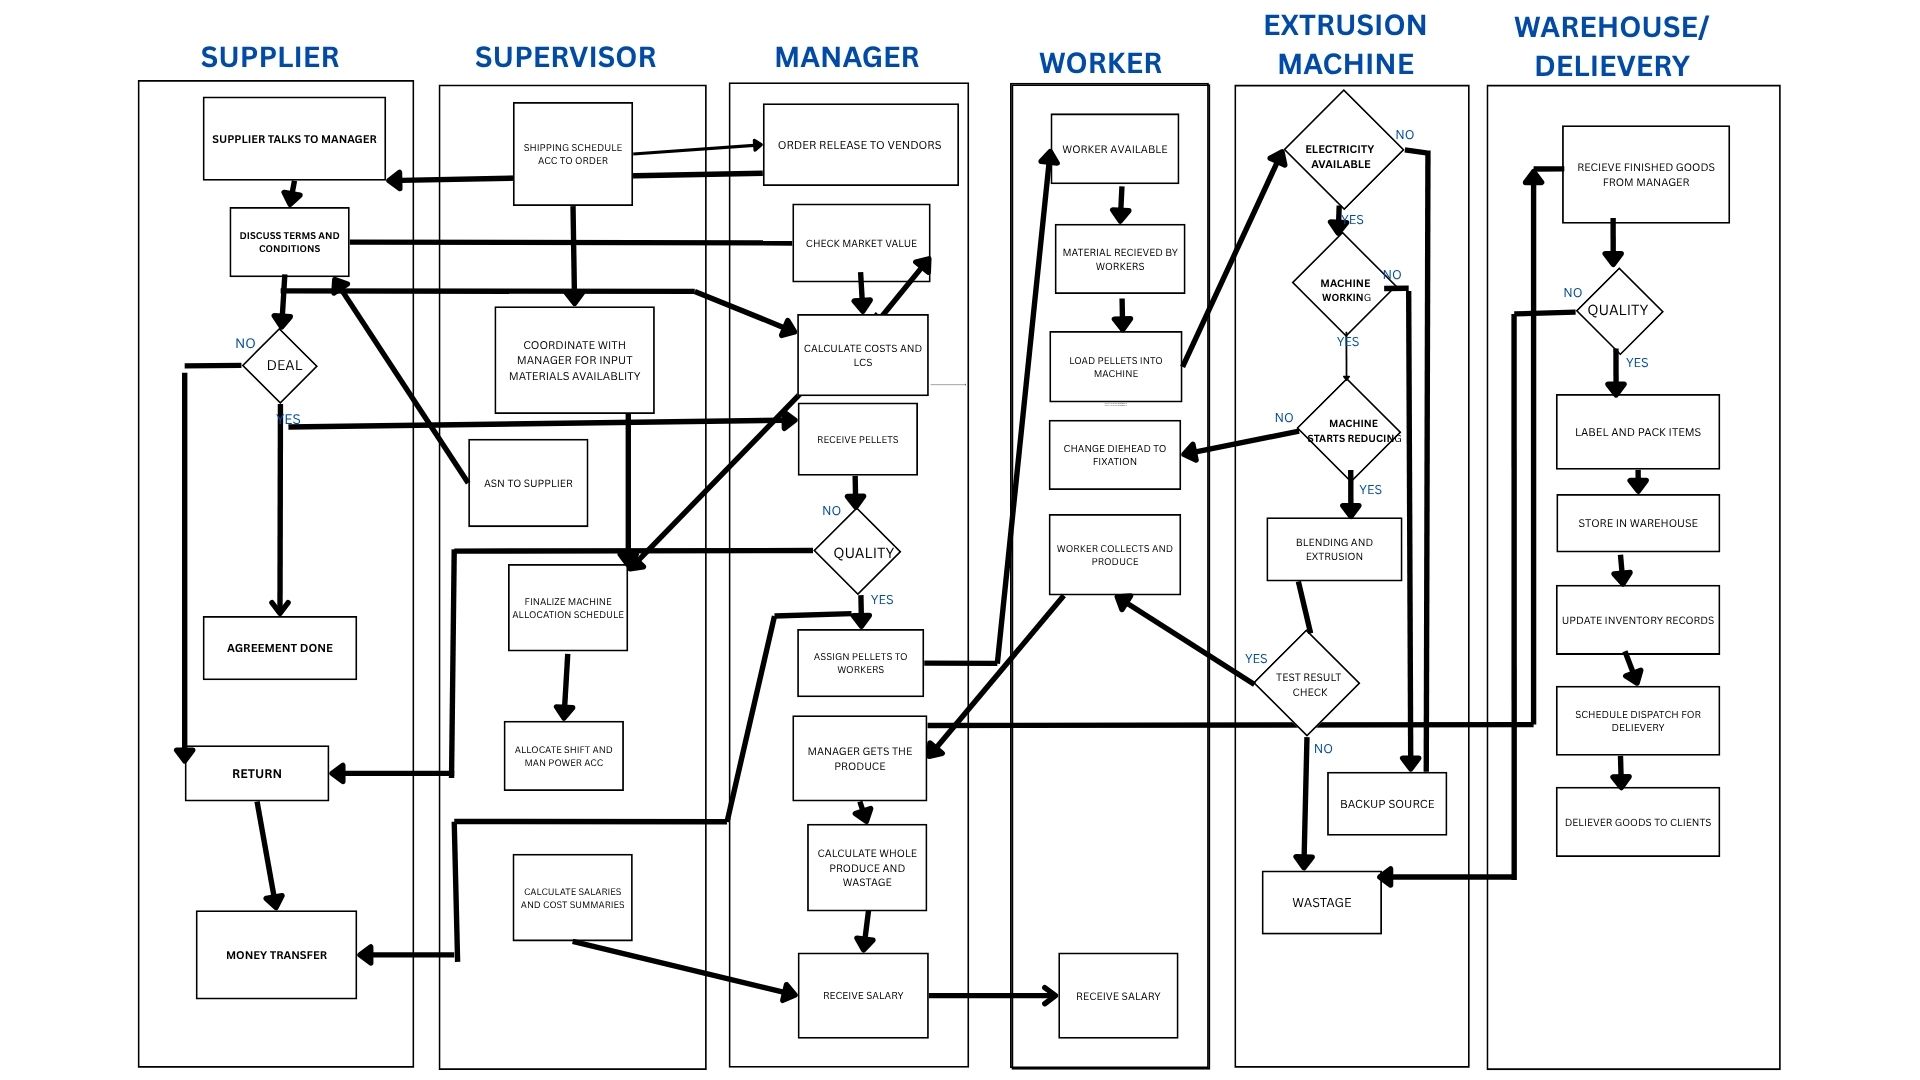 SUPPLIER
SUPPLIER TALKS TO MANAGER
DISCUSS TERMS AND
CONDITIONS
NO
DEAL
YES
AGREEMENT DONE
RETURN
MONEY TRANSFER
SUPERVISOR
SHIPPING SCHEDULE
ACC TO ORDER
COORDINATE WITH
MANAGER FOR INPUT
MATERIALS AVAILABLITY
ASN TO SUPPLIER
FINALIZE MACHINE
ALLOCATION SCHEDULE
ALLOCATE SHIFT AND
MAN POWER ACC
CALCULATE SALARIES
AND COST SUMMARIES
MANAGER
ORDER RELEASE TO VENDORS
CHECK MARKET VALUE
CALCULATE COSTS AND
LCS
RECEIVE PELLETS
NO
QUALITY
YES
ASSIGN PELLETS TO
WORKERS
MANAGER GETS THE
PRODUCE
CALCULATE WHOLE
PRODUCE AND
WASTAGE
RECEIVE SALARY
WORKER
WORKER AVAILABLE
MATERIAL RECIEVED BY
WORKERS
LOAD PELLETS INTO
MACHINE
CHANGE DIEHEAD TO
FIXATION
WORKER COLLECTS AND
PRODUCE
RECEIVE SALARY
EXTRUSION
MACHINE
ELECTRICITY
AVAILABLE
NO
YES
MACHINE
WORKING
NO
YES
MACHINE
STARTS REDUCING
NO
YES
BLENDING AND
EXTRUSION
YES
TEST RESULT
CHECK
NO
BACKUP SOURCE
WASTAGE
WAREHOUSE/
DELIEVERY
RECIEVE FINISHED GOODS
FROM MANAGER
NO
QUALITY
YES
LABEL AND PACK ITEMS
STORE IN WAREHOUSE
UPDATE INVENTORY RECORDS
SCHEDULE DISPATCH FOR
DELIEVERY
DELIEVER GOODS TO CLIENTS